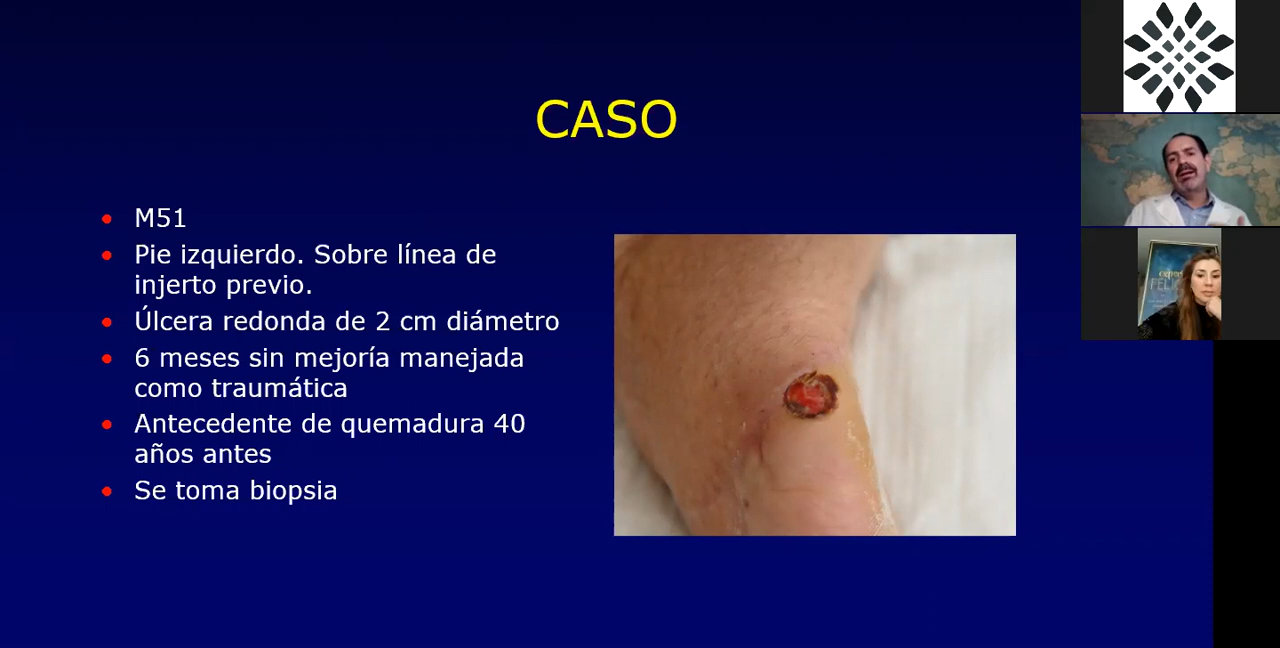 CASO
M51
Pie izquierdo. Sobre línea de
injerto previo.
Úlcera redonda de 2 cm diámetro
6 meses sin mejoría manejada
como traumática
Antecedente de quemadura 40
años antes
Se toma biopsia